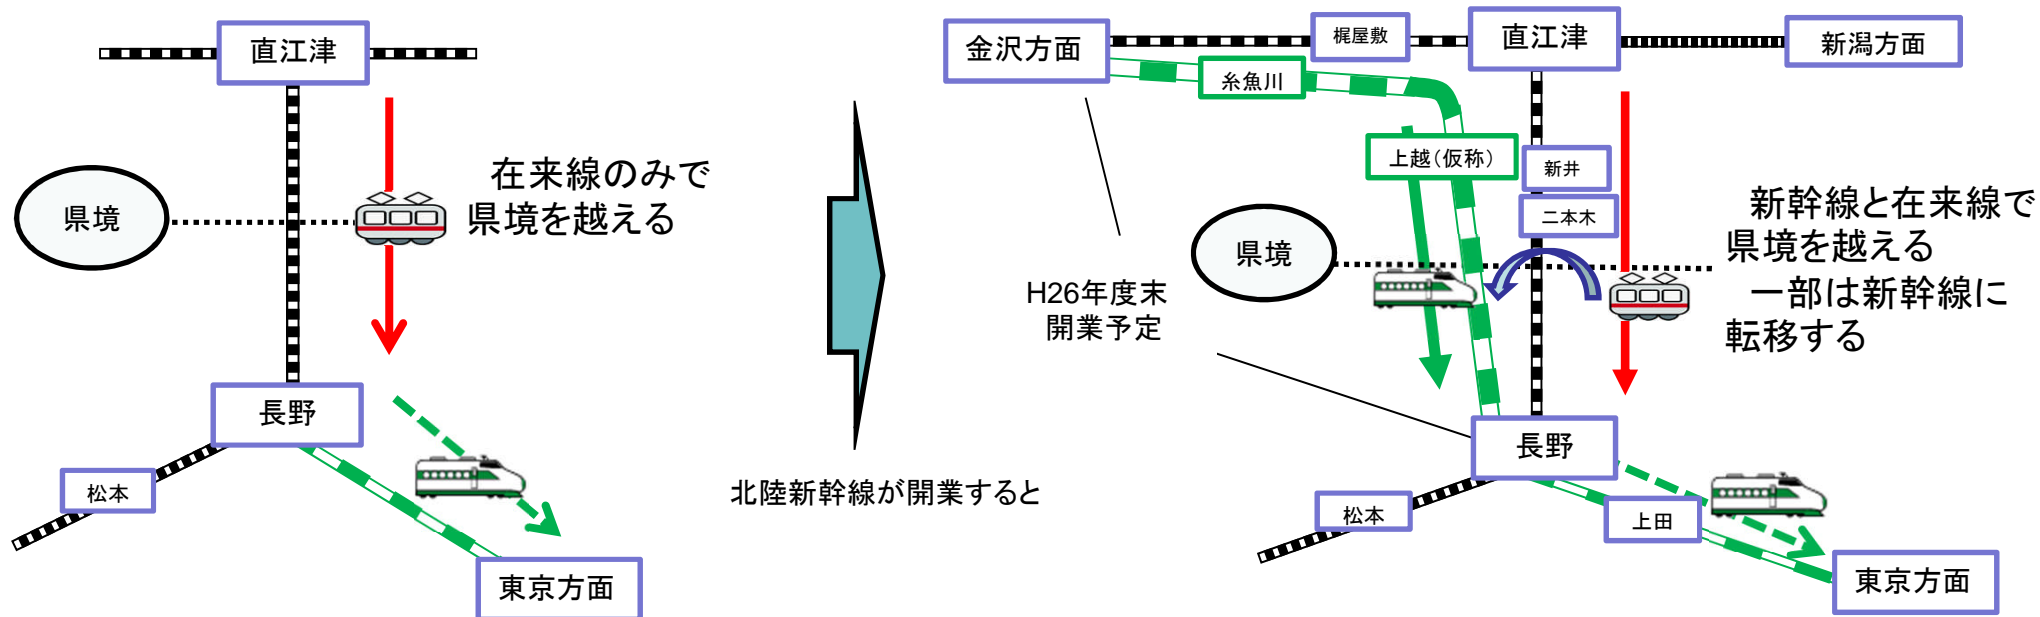 直江津
県境
在来線のみで
県境を越える
長野
松本
東京方面
北陸新幹線が開業すると
金沢方面
梶屋敷
直江津
新潟方面
糸魚川
上越(仮称)
新井
二本木
県境
新幹線と在来線で
県境を越える
一部は新幹線に
転移する
H26年度末
開業予定
長野
松本
上田
東京方面